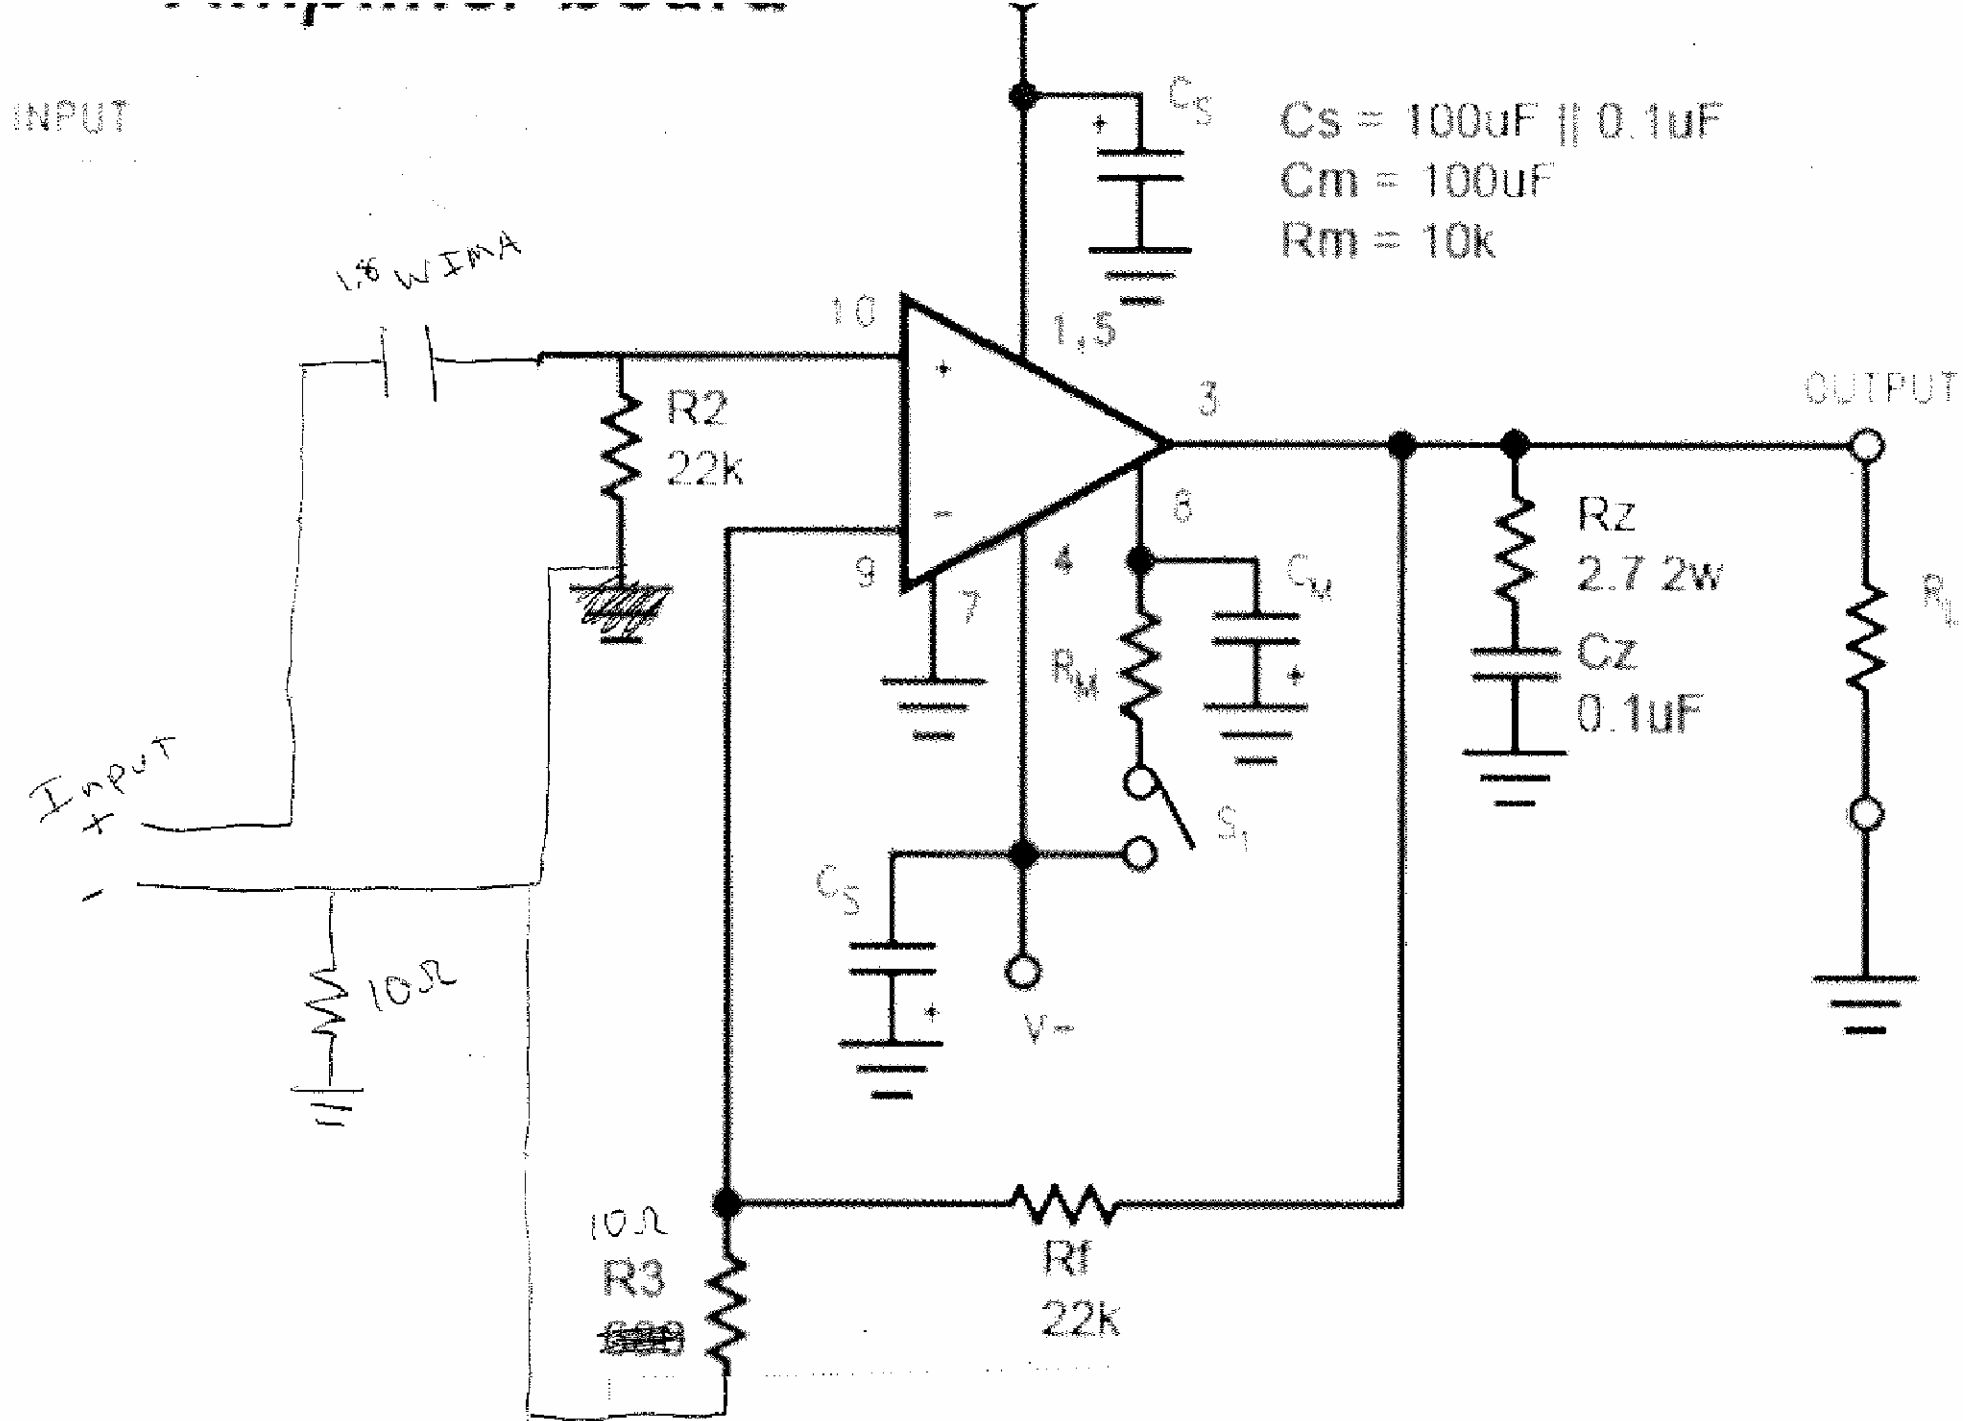 INPUT
Cs
+
Cs = 100uF || 0.1uF
Cm = 100uF
Rm = 10k
1.8 WIMA
10
1,5
+
R2
22k
3
OUTPUT
-
9
7
4
8
CM
RM
+
Rz
2.7 2w
Cz
0.1uF
RL
Input
+
-
S1
Cs
+
V-
10Ω
10Ω
R3
Rf
22k